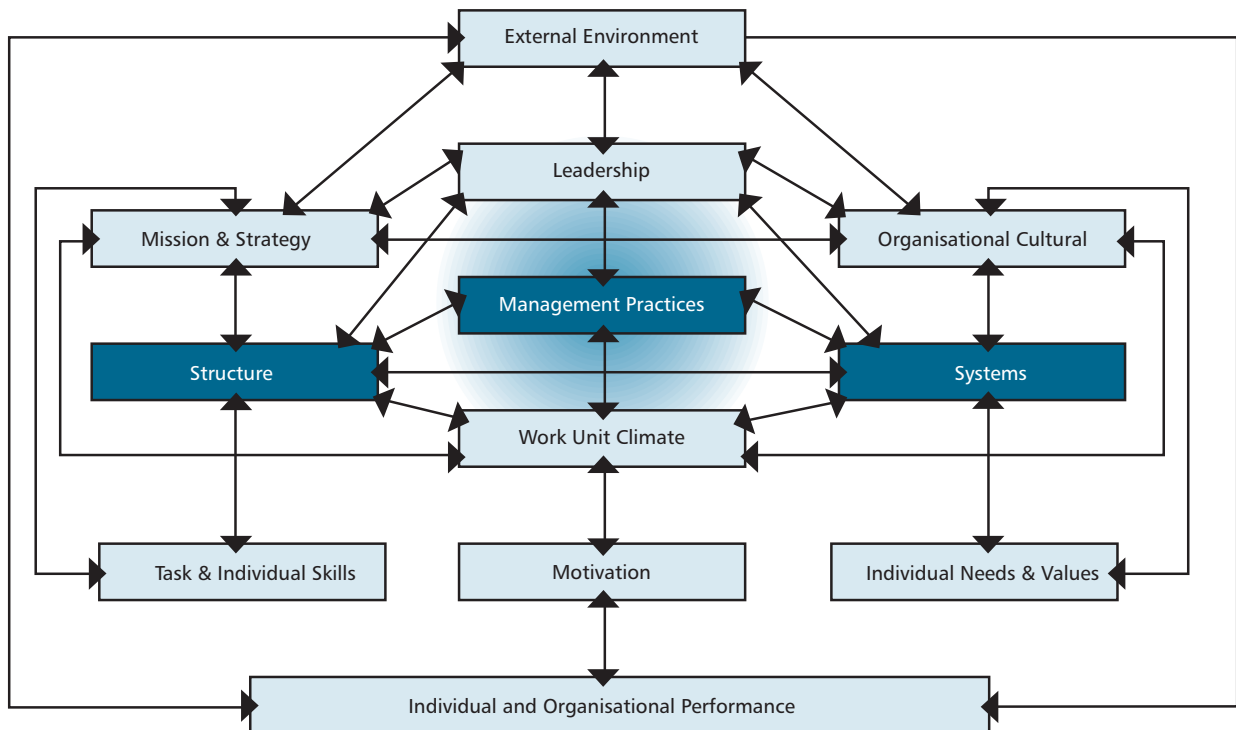 External Environment
Leadership
Mission & Strategy
Organisational Cultural
Management Practices
Structure
Systems
Work Unit Climate
Task & Individual Skills
Motivation
Individual Needs & Values
Individual and Organisational Performance